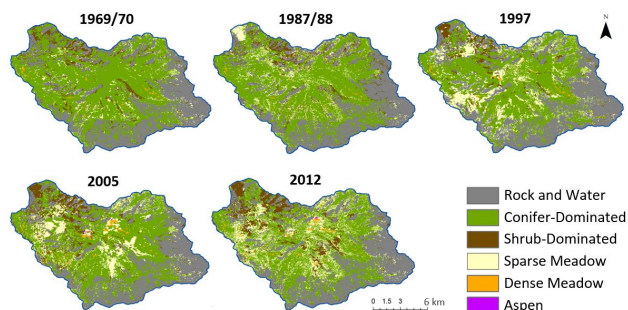 1969/70
1987/88
1997
N
2005
2012
Rock and Water
Conifer-Dominated
Shrub-Dominated
Sparse Meadow
Dense Meadow
Aspen
0 1.5 3 6 km